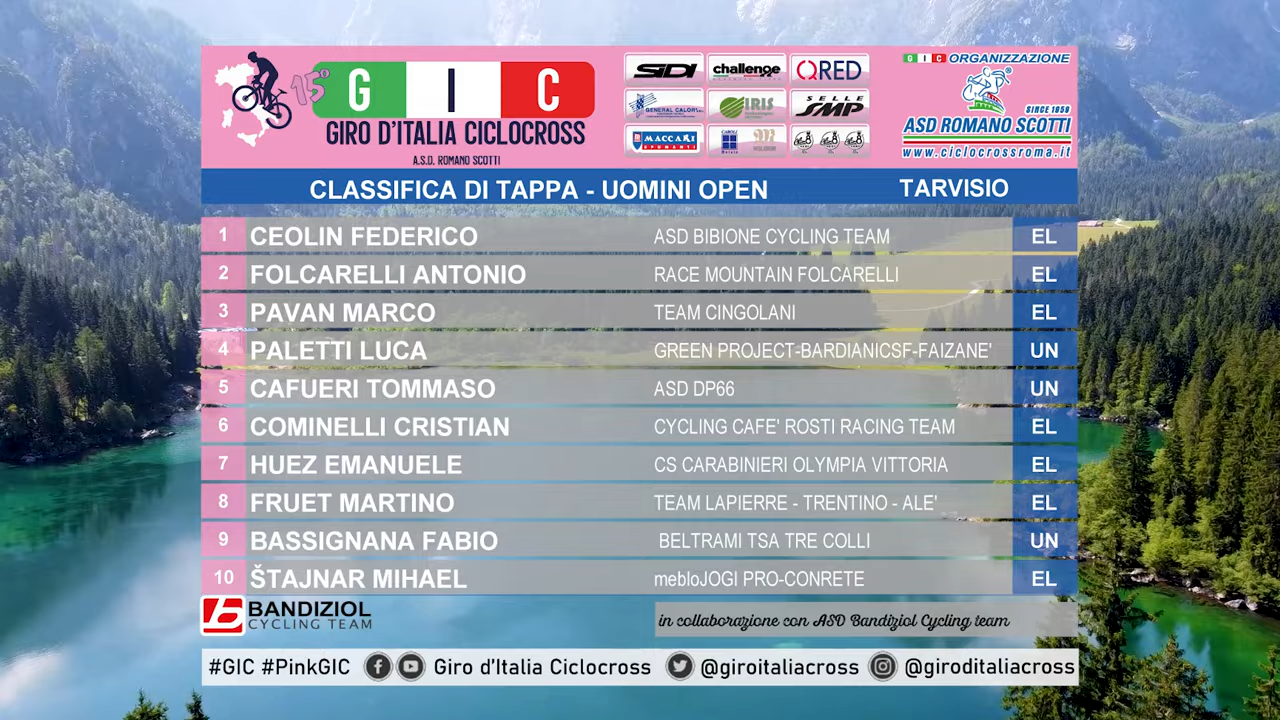 15°
G I C
GIRO D'ITALIA CICLOCROSS
A.S.D. ROMANO SCOTTI
SIDI
challenge
QRED
GENERAL CALOR
IRIS
SELLE SMP
MACCARI
SPUMANTI
G I C ORGANIZZAZIONE
SINCE 1959
ASD ROMANO SCOTTI
www.ciclocrossroma.it
CLASSIFICA DI TAPPA - UOMINI OPEN TARVISIO
1 CEOLIN FEDERICO ASD BIBIONE CYCLING TEAM EL
2 FOLCARELLI ANTONIO RACE MOUNTAIN FOLCARELLI EL
3 PAVAN MARCO TEAM CINGOLANI EL
4 PALETTI LUCA GREEN PROJECT-BARDIANICSF-FAIZANE' UN
5 CAFUERI TOMMASO ASD DP66 UN
6 COMINELLI CRISTIAN CYCLING CAFE' ROSTI RACING TEAM EL
7 HUEZ EMANUELE CS CARABINIERI OLYMPIA VITTORIA EL
8 FRUET MARTINO TEAM LAPIERRE - TRENTINO - ALE' EL
9 BASSIGNANA FABIO BELTRAMI TSA TRE COLLI UN
10 ŠTAJNAR MIHAEL mebloJOGI PRO-CONRETE EL
BANDIZIOL
CYCLING TEAM
in collaborazione con ASD Bandiziol Cycling team
#GIC #PinkGIC Giro d'Italia Ciclocross @giroitaliacross @giroditaliacross